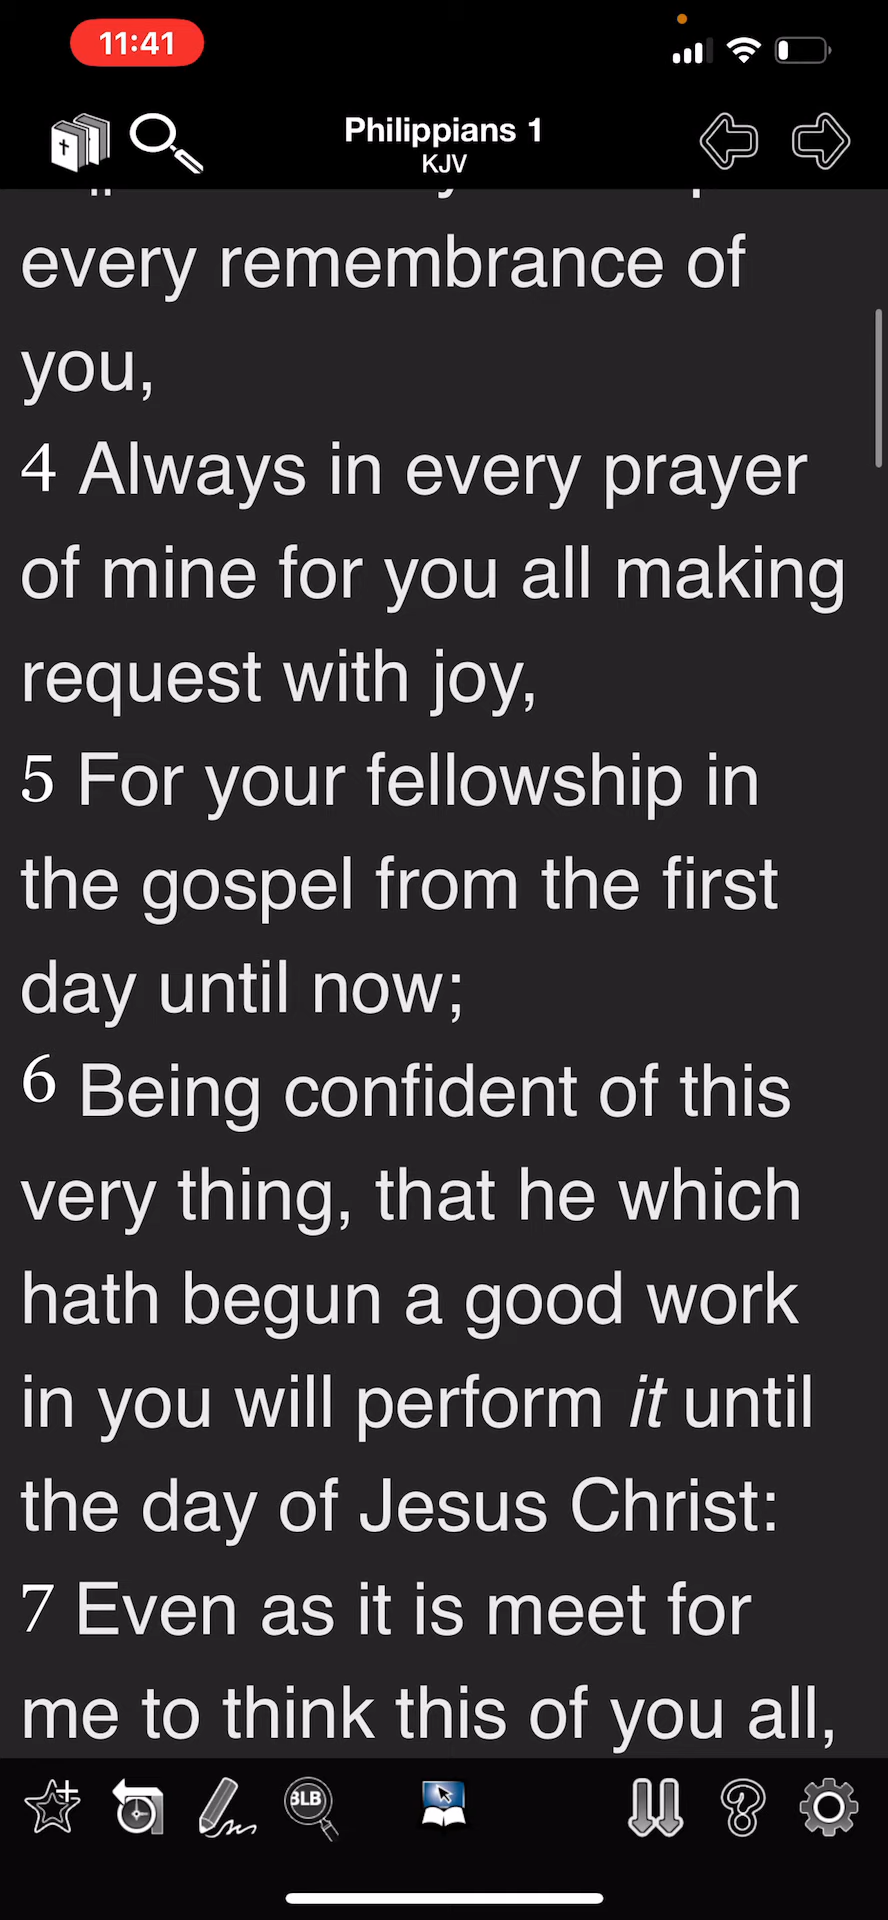 11:41
Philippians 1
KJV
every remembrance of
you,
4 Always in every prayer
of mine for you all making
request with joy,
5 For your fellowship in
the gospel from the first
day until now;
6 Being confident of this
very thing, that he which
hath begun a good work
in you will perform it until
the day of Jesus Christ:
7 Even as it is meet for
me to think this of you all,
BLB